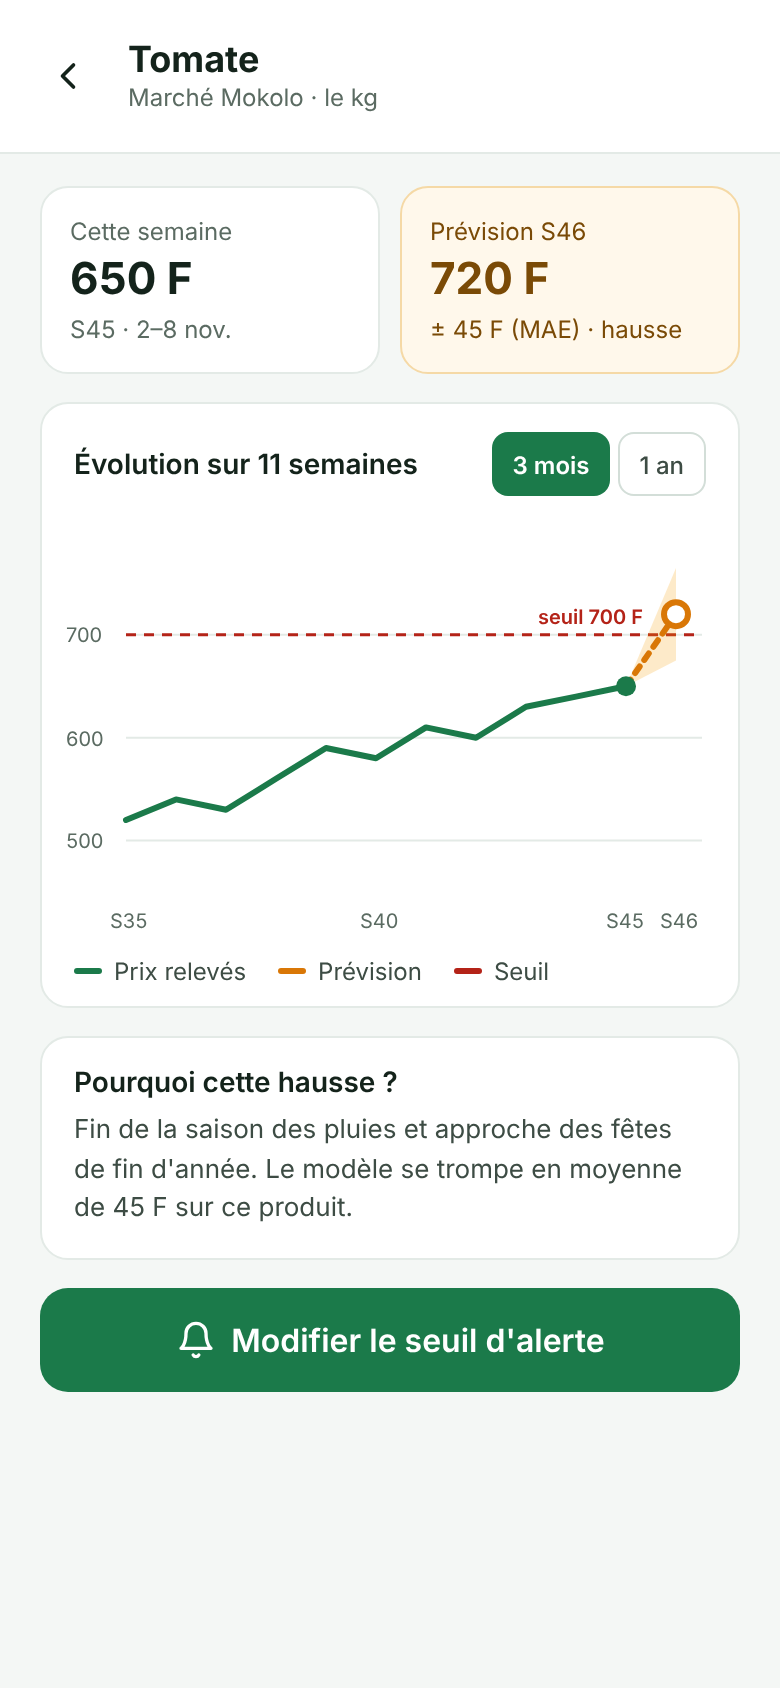 Tomate
Marché Mokolo · le kg
Cette semaine
650 F
S45 · 2–8 nov.
Prévision S46
720 F
± 45 F (MAE) · hausse
Évolution sur 11 semaines
3 mois
1 an
seuil 700 F
700
600
500
S35
S40
S45
S46
Prix relevés
Prévision
Seuil
Pourquoi cette hausse ?
Fin de la saison des pluies et approche des fêtes
de fin d'année. Le modèle se trompe en moyenne
de 45 F sur ce produit.
Modifier le seuil d'alerte